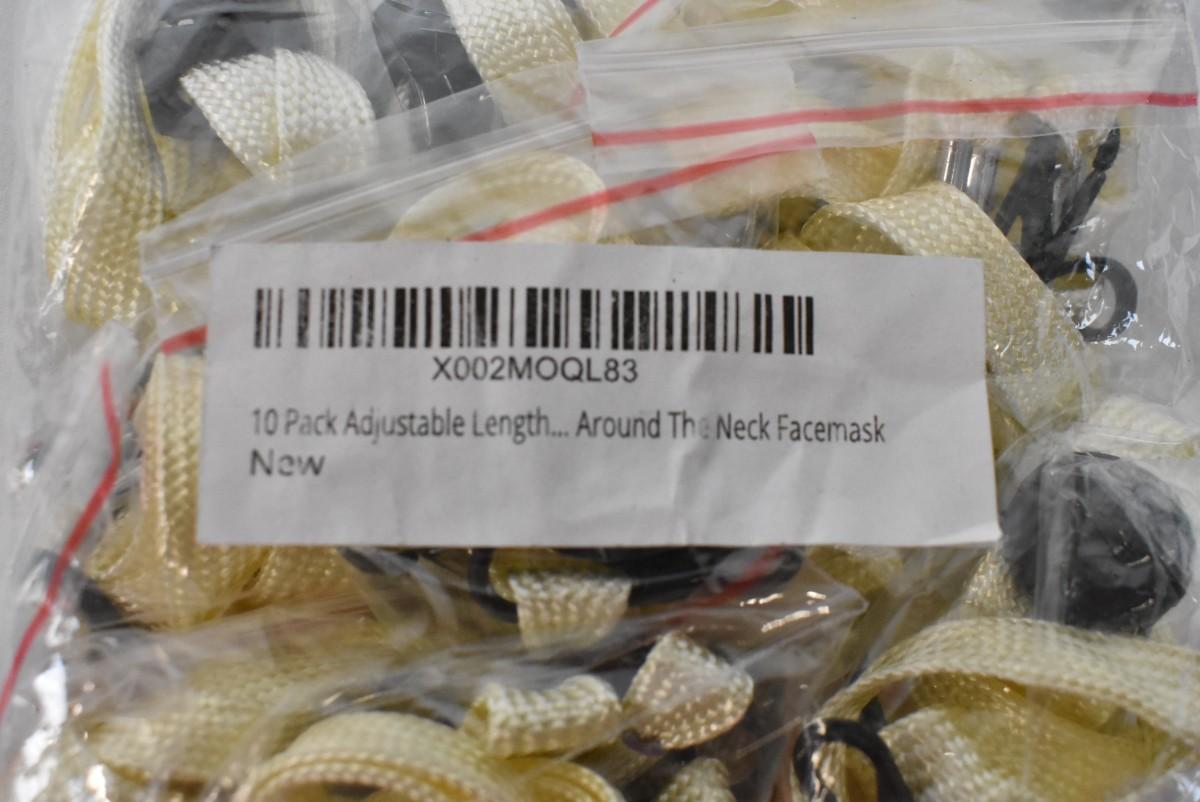 X002MOQL83
10 Pack Adjustable Length... Around The Neck Facemask
New